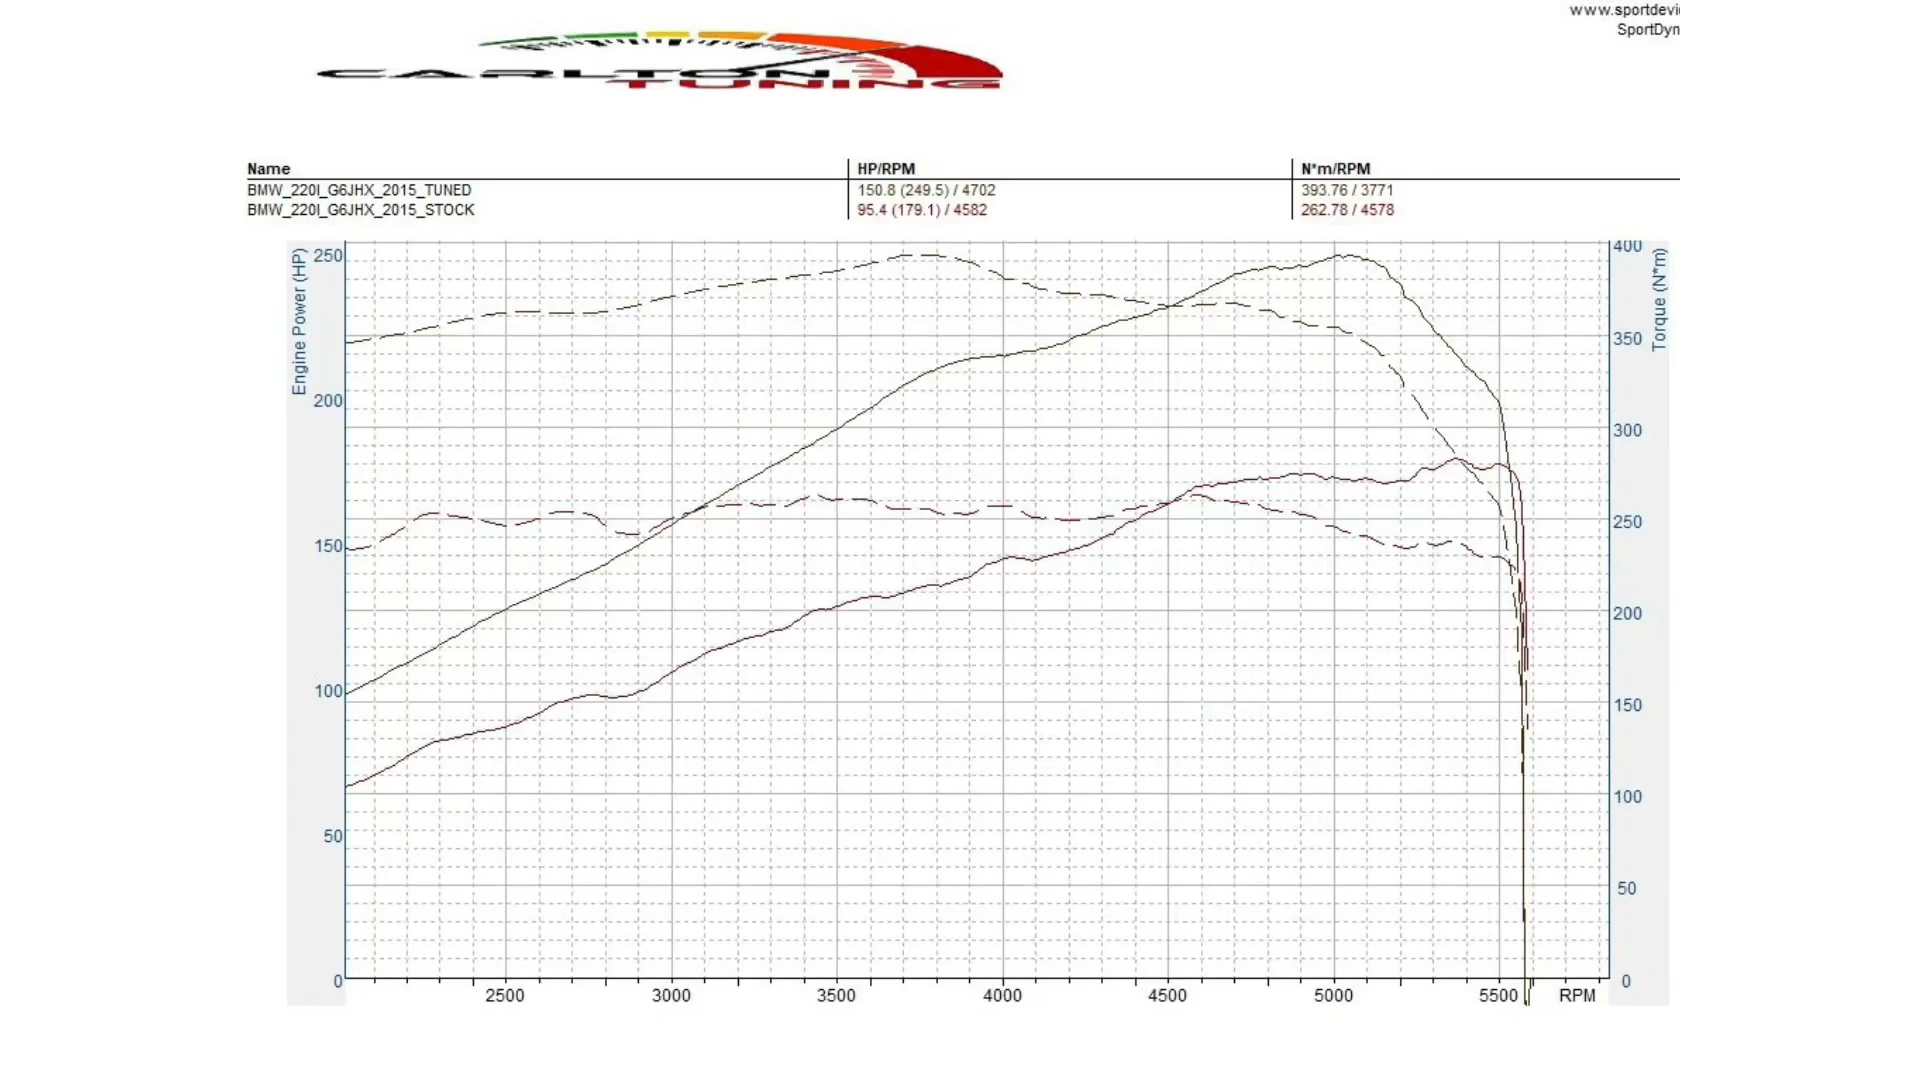 www.sportdevi
SportDyn
CARLTON
TUNING
Name HP/RPM N*m/RPM
BMW_220I_G6JHX_2015_TUNED 150.8 (249.5) / 4702 393.76 / 3771
BMW_220I_G6JHX_2015_STOCK 95.4 (179.1) / 4582 262.78 / 4578
Engine Power (HP)
250
200
150
100
50
0
400
350
300
250
200
150
100
50
0
Torque (N*m)
2500 3000 3500 4000 4500 5000 5500 RPM